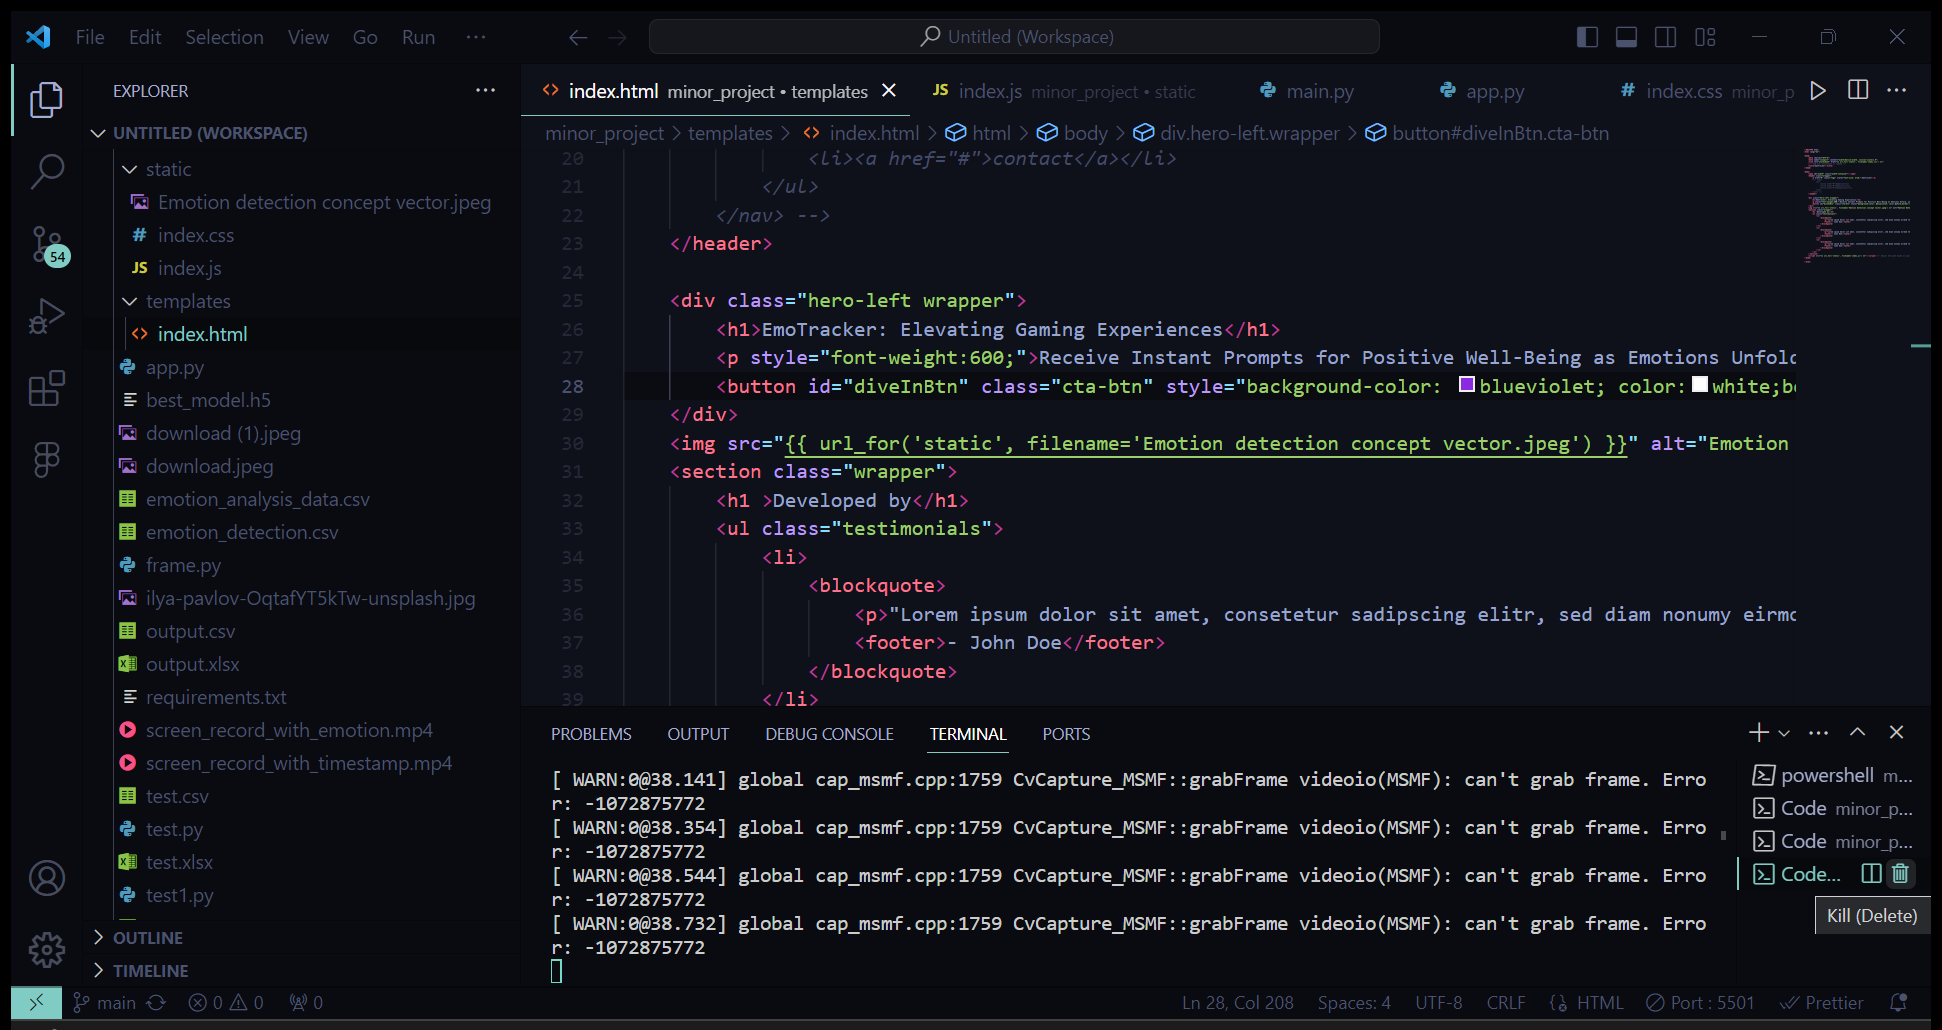 File Edit Selection View Go Run ···
Untitled (Workspace)
EXPLORER
UNTITLED (WORKSPACE)
static
Emotion detection concept vector.jpeg
# index.css
JS index.js
templates
<> index.html
app.py
best_model.h5
download (1).jpeg
download.jpeg
emotion_analysis_data.csv
emotion_detection.csv
frame.py
ilya-pavlov-OqtafYT5kTw-unsplash.jpg
output.csv
output.xlsx
requirements.txt
screen_record_with_emotion.mp4
screen_record_with_timestamp.mp4
test.csv
test.py
test.xlsx
test1.py
OUTLINE
TIMELINE
54
<> index.html minor_project • templates
JS index.js minor_project • static
main.py
app.py
# index.css minor_p
minor_project > templates > <> index.html > html > body > div.hero-left.wrapper > button#diveInBtn.cta-btn
20 <li><a href="#">contact</a></li>
21 </ul>
22 </nav> -->
23 </header>
24
25 <div class="hero-left wrapper">
26 <h1>EmoTracker: Elevating Gaming Experiences</h1>
27 <p style="font-weight:600;">Receive Instant Prompts for Positive Well-Being as Emotions Unfol
28 <button id="diveInBtn" class="cta-btn" style="background-color: blueviolet; color: white;b
29 </div>
30 <img src="{{ url_for('static', filename='Emotion detection concept vector.jpeg') }}" alt="Emotion
31 <section class="wrapper">
32 <h1 >Developed by</h1>
33 <ul class="testimonials">
34 <li>
35 <blockquote>
36 <p>"Lorem ipsum dolor sit amet, consetetur sadipscing elitr, sed diam nonumy eirmo
37 <footer>- John Doe</footer>
38 </blockquote>
39 </li>
PROBLEMS OUTPUT DEBUG CONSOLE TERMINAL PORTS
[ WARN:0@38.141] global cap_msmf.cpp:1759 CvCapture_MSMF::grabFrame videoio(MSMF): can't grab frame. Erro
r: -1072875772
[ WARN:0@38.354] global cap_msmf.cpp:1759 CvCapture_MSMF::grabFrame videoio(MSMF): can't grab frame. Erro
r: -1072875772
[ WARN:0@38.544] global cap_msmf.cpp:1759 CvCapture_MSMF::grabFrame videoio(MSMF): can't grab frame. Erro
r: -1072875772
[ WARN:0@38.732] global cap_msmf.cpp:1759 CvCapture_MSMF::grabFrame videoio(MSMF): can't grab frame. Erro
r: -1072875772
powershell m...
Code minor_p...
Code minor_p...
Code...
Kill (Delete)
main 0 0 0 Ln 28, Col 208 Spaces: 4 UTF-8 CRLF HTML Port : 5501 Prettier